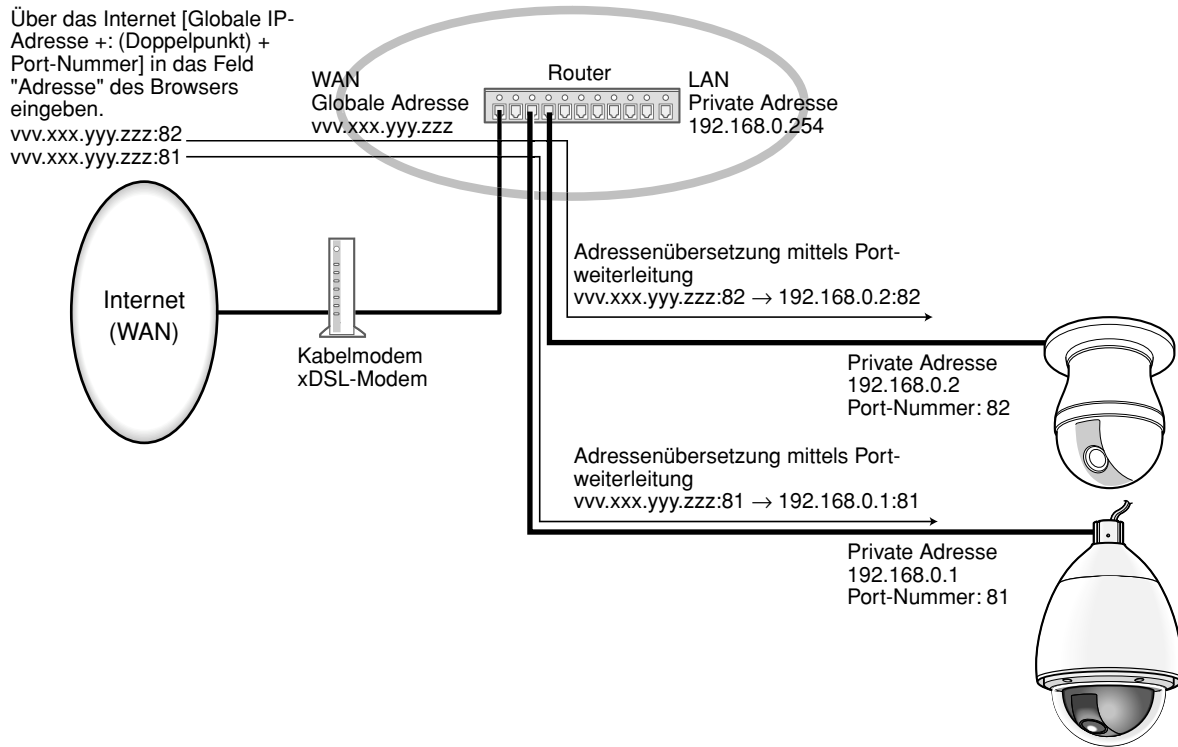 Über das Internet [Globale IP-
Adresse +: (Doppelpunkt) +
Port-Nummer] in das Feld
"Adresse" des Browsers
eingeben.
vvv.xxx.yyy.zzz:82
vvv.xxx.yyy.zzz:81
WAN
Globale Adresse
vvv.xxx.yyy.zzz
Router
LAN
Private Adresse
192.168.0.254
Internet
(WAN)
Kabelmodem
xDSL-Modem
Adressenübersetzung mittels Port-
weiterleitung
vvv.xxx.yyy.zzz:82 → 192.168.0.2:82
Private Adresse
192.168.0.2
Port-Nummer: 82
Adressenübersetzung mittels Port-
weiterleitung
vvv.xxx.yyy.zzz:81 → 192.168.0.1:81
Private Adresse
192.168.0.1
Port-Nummer: 81